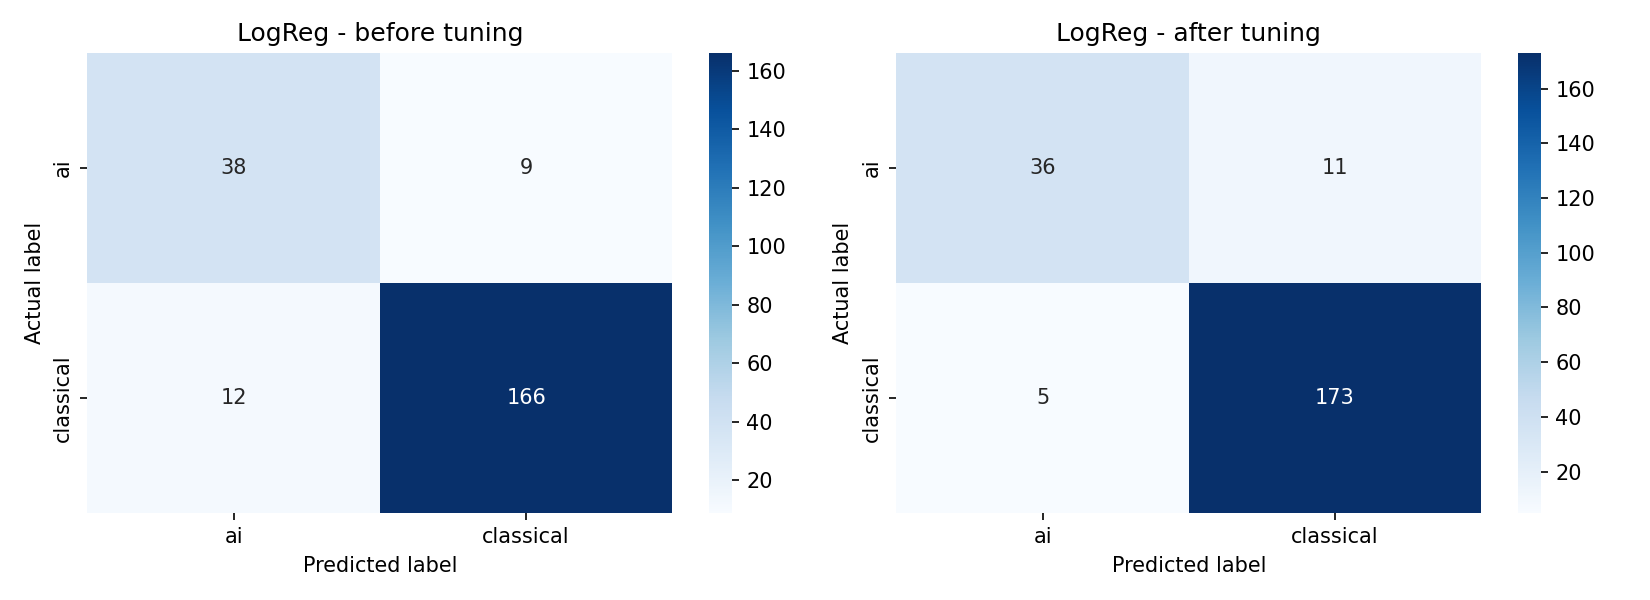 LogReg - before tuning
Actual label
ai
classical
38
9
12
166
ai
classical
Predicted label
160
140
120
100
80
60
40
20
LogReg - after tuning
Actual label
ai
classical
36
11
5
173
ai
classical
Predicted label
160
140
120
100
80
60
40
20